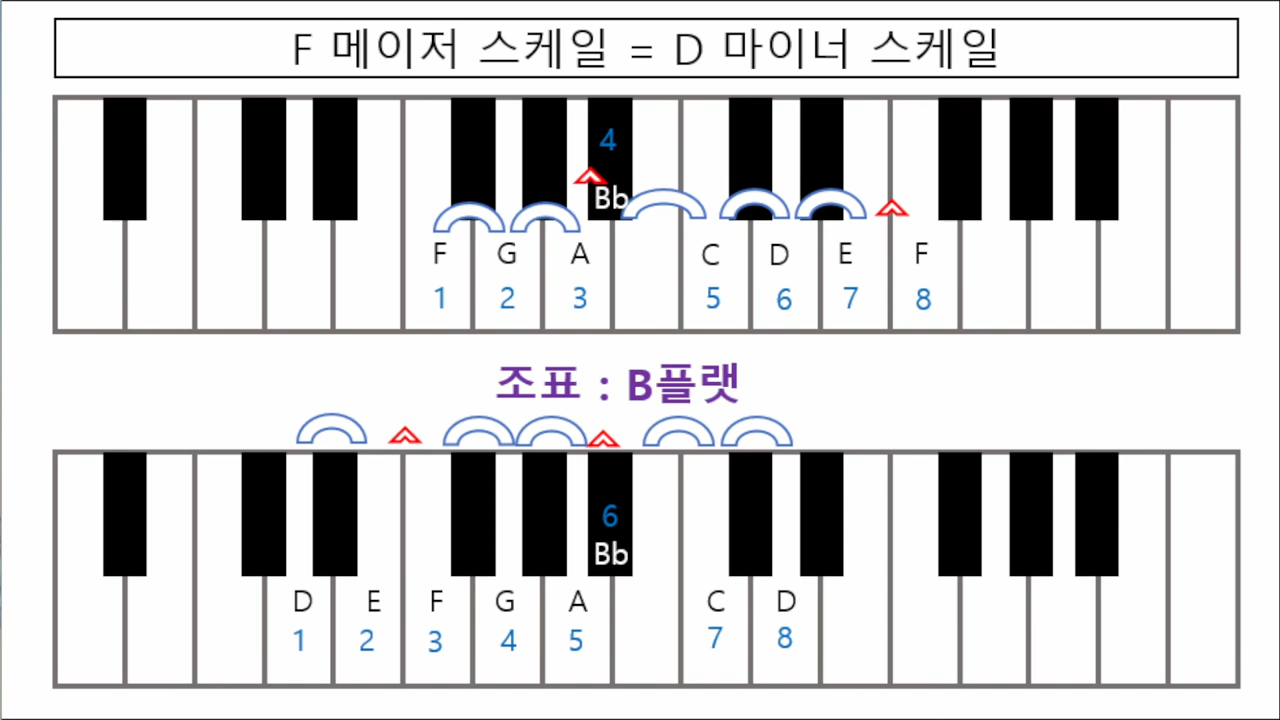 F 메이저 스케일 = D 마이너 스케일
4
Bb
F G A C D E F
1 2 3 5 6 7 8
조표 : B플랫
6
Bb
D E F G A C D
1 2 3 4 5 7 8